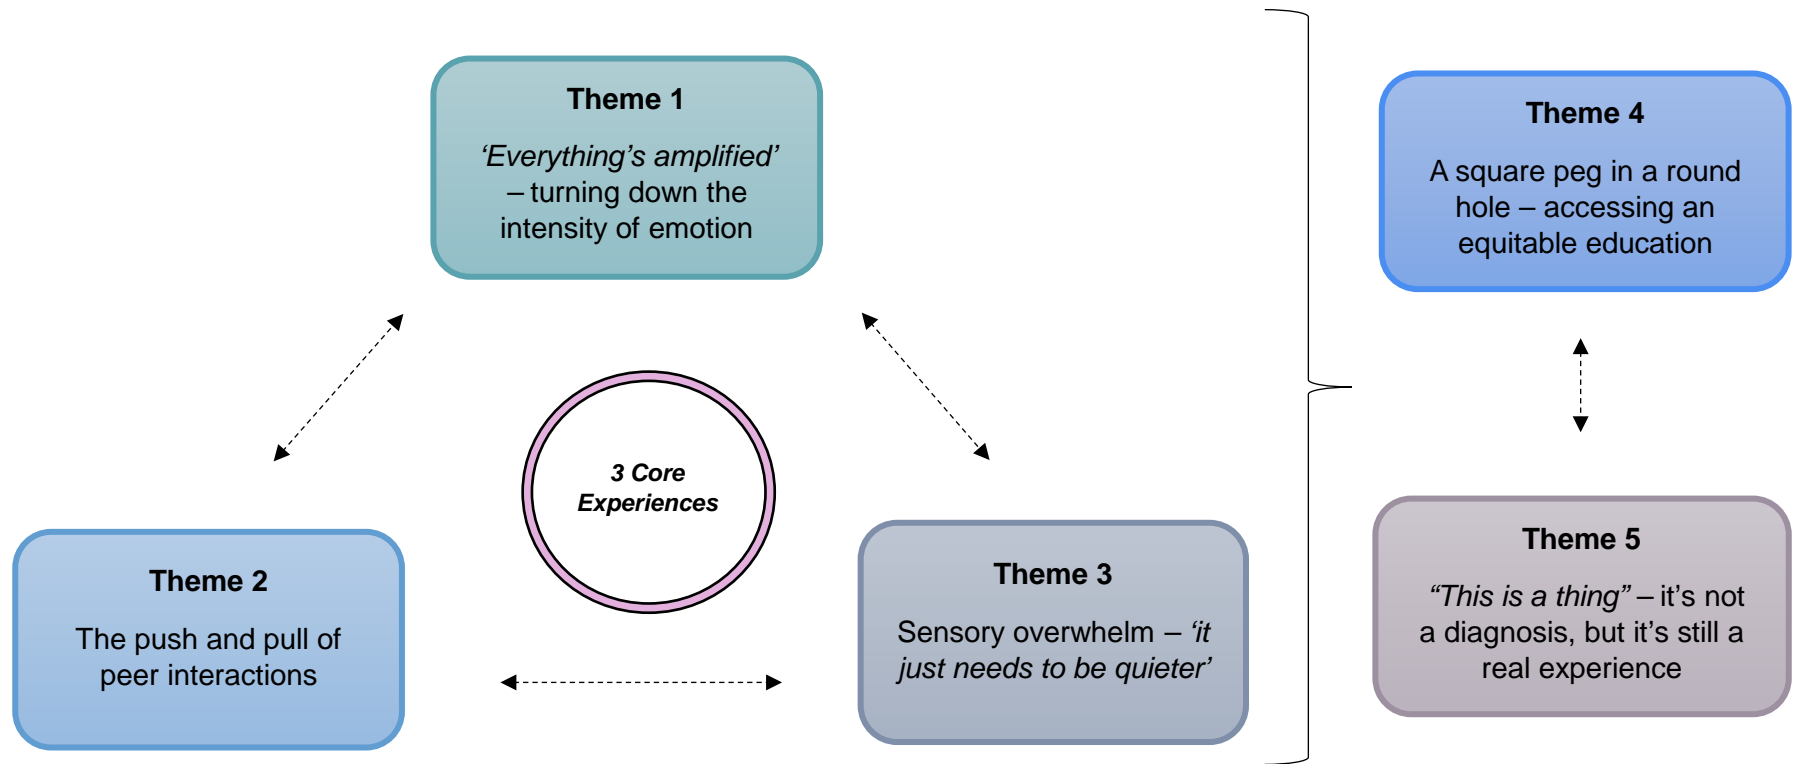 Theme 1
‘Everything’s amplified’
– turning down the
intensity of emotion
Theme 2
The push and pull of
peer interactions
3 Core
Experiences
Theme 3
Sensory overwhelm – ‘it
just needs to be quieter’
Theme 4
A square peg in a round
hole – accessing an
equitable education
Theme 5
“This is a thing” – it’s not
a diagnosis, but it’s still a
real experience